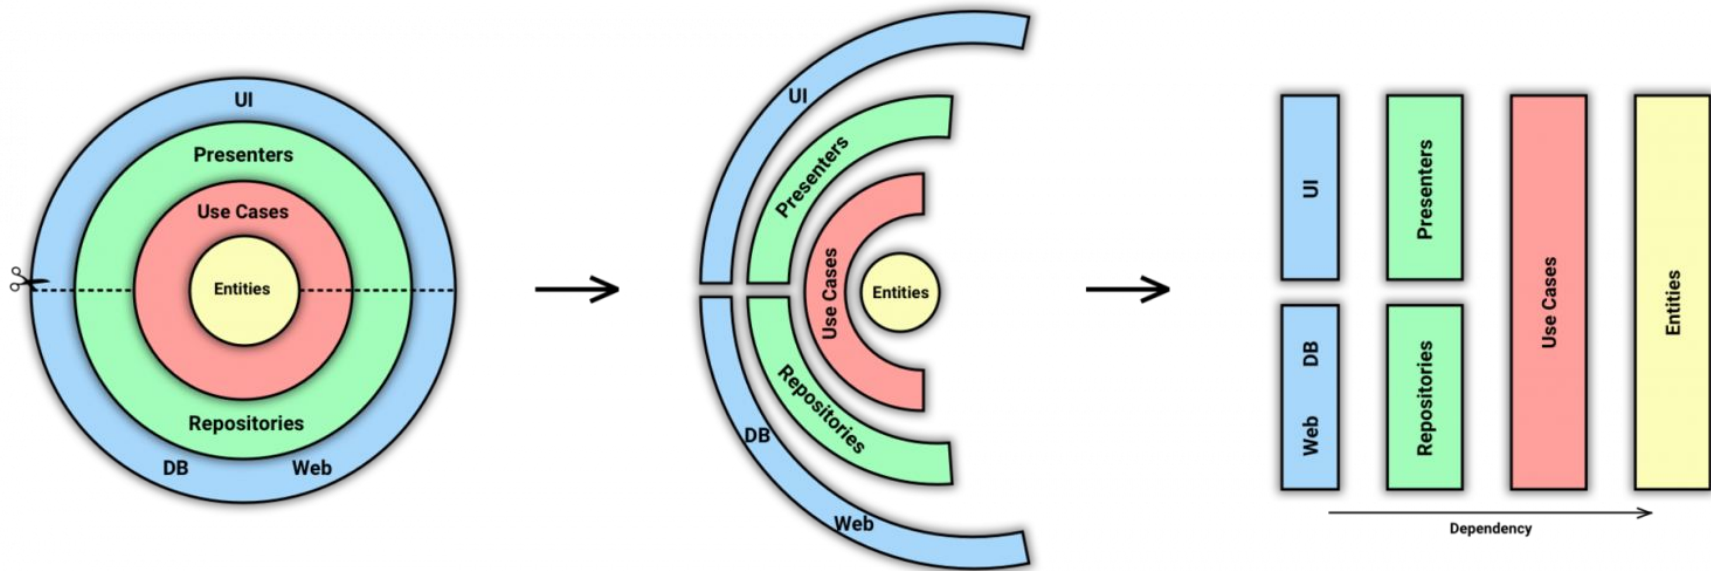 UI
Presenters
Use Cases
Entities
Repositories
DB
Web
UI
Presenters
Use Cases
Entities
Repositories
DB
Web
UI
Presenters
Use Cases
Entities
DB
Web
Repositories
Dependency